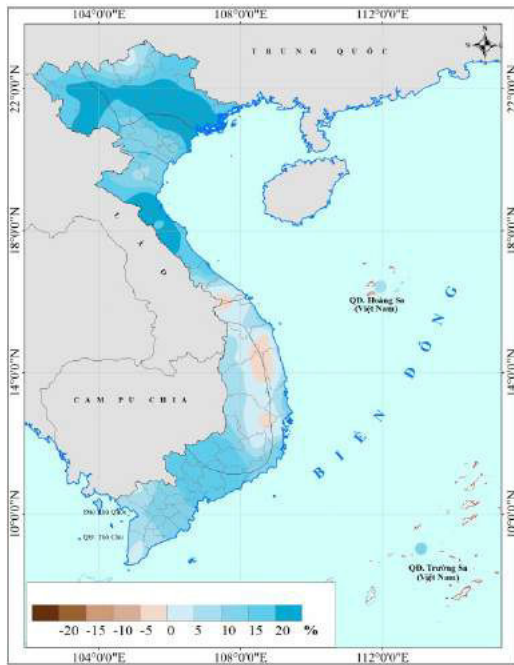 104°0'0"N 108°0'0"N 112°0'0"N
N
TRUNG QUỐC
22°0'0"N
22°0'0"N
18°0'0"N
18°0'0"N
LÀO
QĐ. Hoàng Sa
(Việt Nam)
BIỂN ĐÔNG
14°0'0"N
14°0'0"N
CAM PU CHIA
10°0'0"N
10°0'0"N
QĐ. Thổ Chu
QĐ. Trường Sa
(Việt Nam)
-20 -15 -10 -5 0 5 10 15 20 %
104°0'0"N 108°0'0"N 112°0'0"N